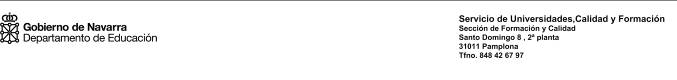 Gobierno de Navarra
Departamento de Educación
Servicio de Universidades,Calidad y Formación
Sección de Formación y Calidad
Santo Domingo 8 , 2ª planta
31011 Pamplona
Tfno. 848 42 67 97